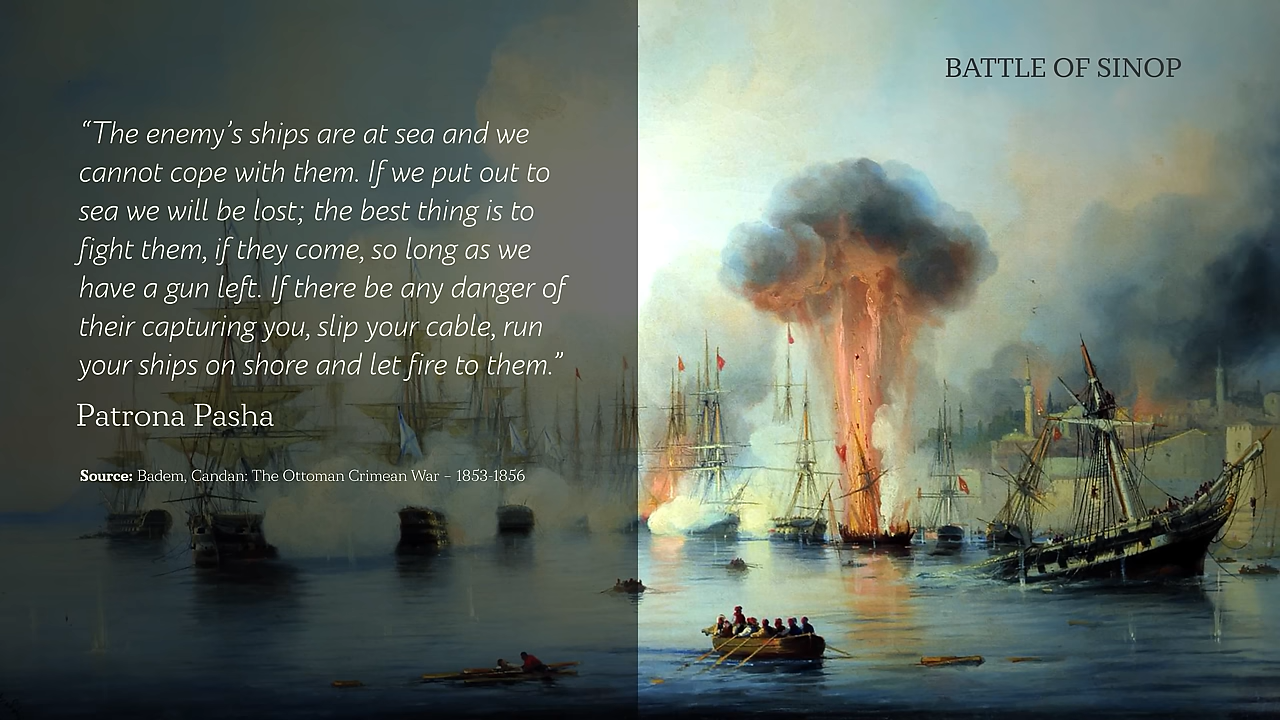 BATTLE OF SINOP
“The enemy’s ships are at sea and we
cannot cope with them. If we put out to
sea we will be lost; the best thing is to
fight them, if they come, so long as we
have a gun left. If there be any danger of
their capturing you, slip your cable, run
your ships on shore and let fire to them.”
Patrona Pasha
Source: Badem, Candan: The Ottoman Crimean War – 1853-1856